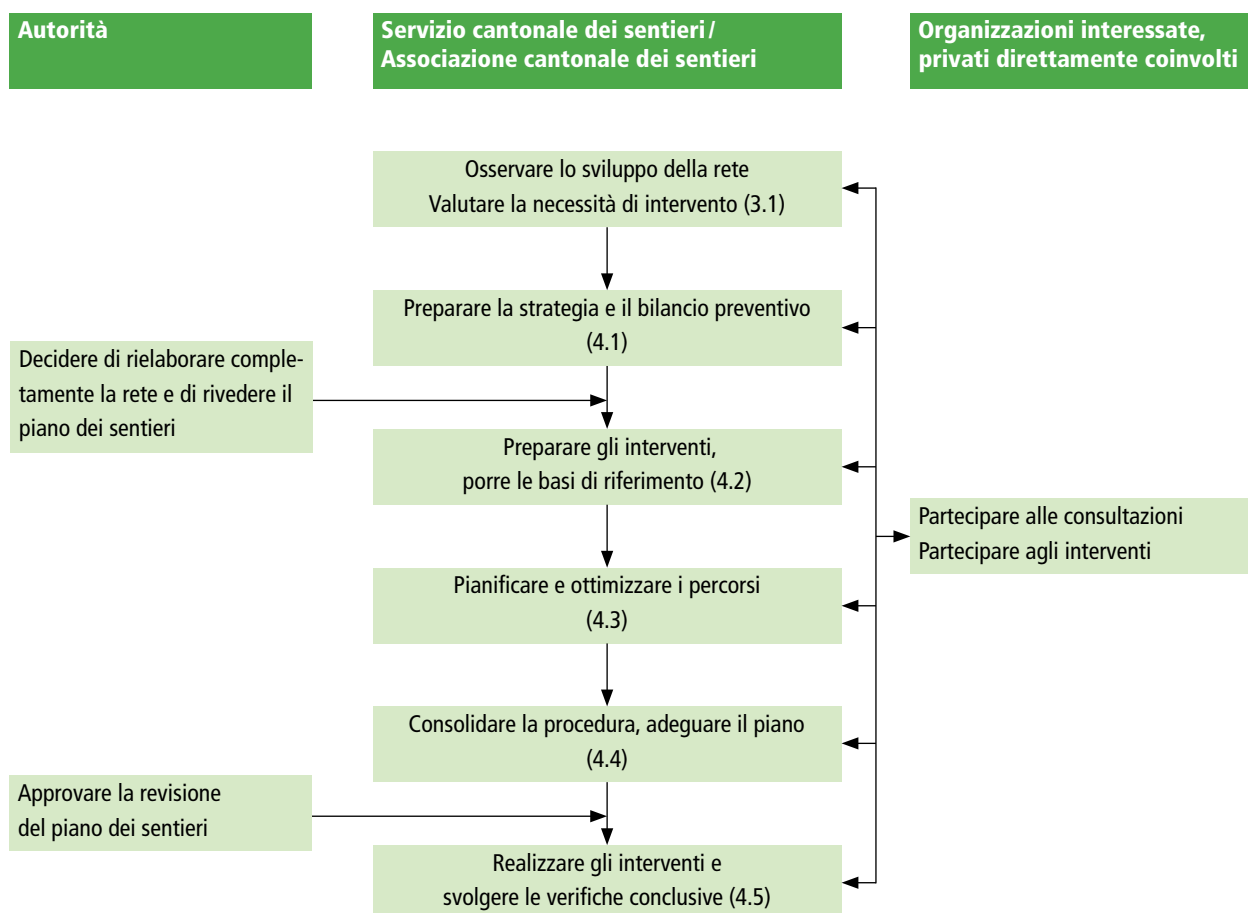 Autorità
Servizio cantonale dei sentieri /
Associazione cantonale dei sentieri
Organizzazioni interessate,
privati direttamente coinvolti
Osservare lo sviluppo della rete
Valutare la necessità di intervento (3.1)
Preparare la strategia e il bilancio preventivo
(4.1)
Decidere di rielaborare comple-
tamente la rete e di rivedere il
piano dei sentieri
Preparare gli interventi,
porre le basi di riferimento (4.2)
Partecipare alle consultazioni
Partecipare agli interventi
Pianificare e ottimizzare i percorsi
(4.3)
Consolidare la procedura, adeguare il piano
(4.4)
Approvare la revisione
del piano dei sentieri
Realizzare gli interventi e
svolgere le verifiche conclusive (4.5)